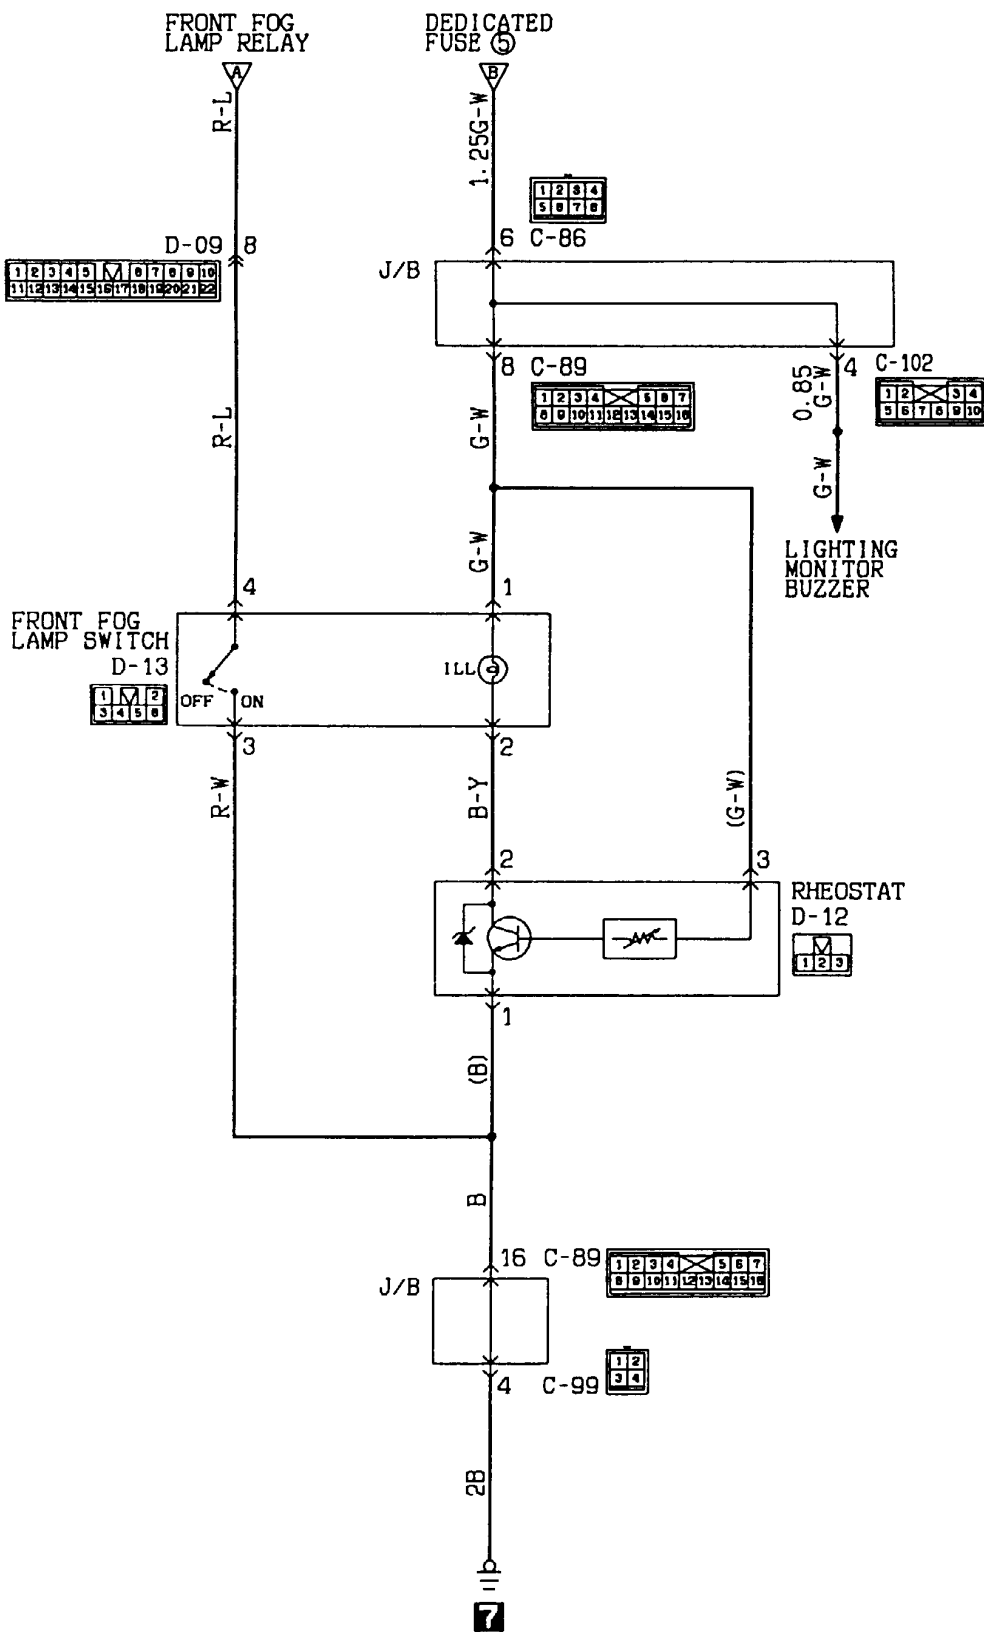 FRONT FOG
LAMP RELAY
DEDICATED
FUSE ⑤
A
B
R-L
1.25G-W
1 2 3 4
5 6 7 8
D-09 8
6 C-86
J/B
1 2 3 4 5 6 7 8 9 10
11 12 13 14 15 16 17 18 19 20 21 22
8 C-89
4 C-102
1 2 3 4 5 6 7
8 9 10 11 12 13 14 15 16
1 2 3 4
5 6 7 8 9 10
R-L
G-W
0.85
G-W
G-W
G-W
LIGHTING
MONITOR
BUZZER
4
1
FRONT FOG
LAMP SWITCH
D-13
1 2
3 4 5 6
OFF ON
ILL
3
2
R-W
B-Y
(G-W)
2
3
RHEOSTAT
D-12
1 2 3
1
(B)
B
16 C-89
1 2 3 4 5 6 7
8 9 10 11 12 13 14 15 16
J/B
4 C-99
1 2
3 4
2B
7